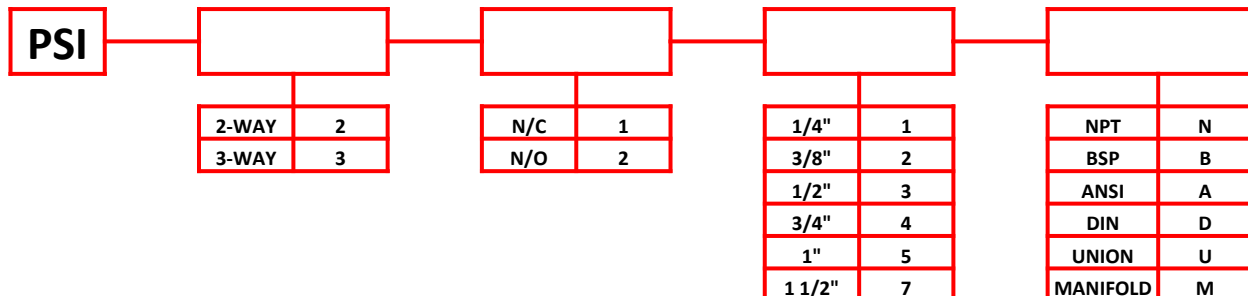 PSI
2-WAY 2 N/C 1 1/4" 1 NPT N
3-WAY 3 N/O 2 3/8" 2 BSP B
1/2" 3 ANSI A
3/4" 4 DIN D
1" 5 UNION U
1 1/2" 7 MANIFOLD M